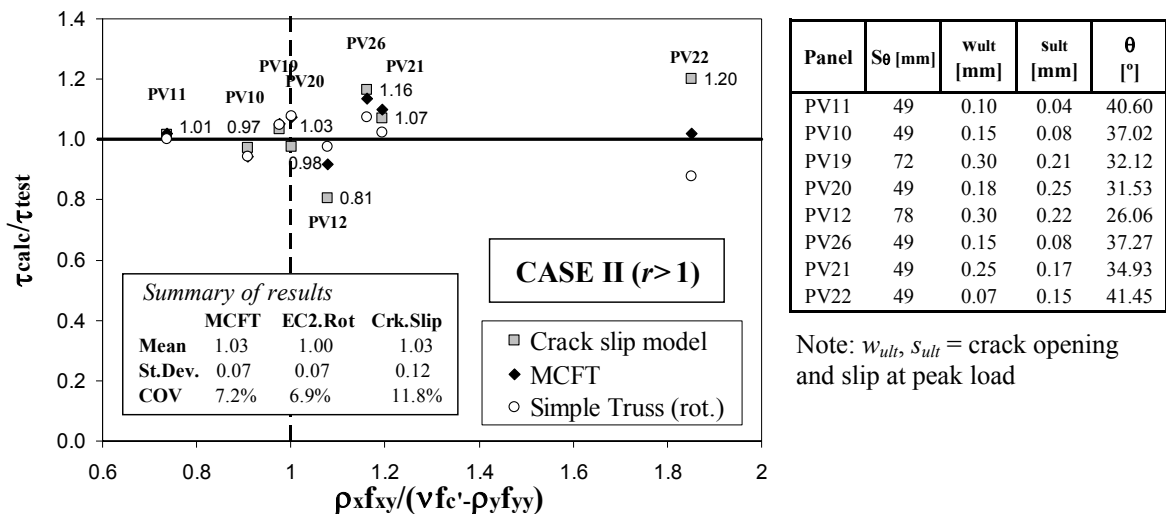 1.4
1.2
1.0
0.8
0.6
0.4
0.2
0.0
τcalc/τtest
0.6 0.8 1 1.2 1.4 1.6 1.8 2
ρxfxy/(νfc'-ρyfyy)
PV11
1.01
PV10
0.97
PV19
1.03
PV20
0.98
PV12
0.81
PV26
1.16
PV21
1.07
PV22
1.20
CASE II (r>1)
Summary of results
MCFT EC2.Rot Crk.Slip
Mean 1.03 1.00 1.03
St.Dev. 0.07 0.07 0.12
COV 7.2% 6.9% 11.8%
Crack slip model
MCFT
Simple Truss (rot.)
Panel Sθ [mm] wult [mm] sult [mm] θ [º]
PV11 49 0.10 0.04 40.60
PV10 49 0.15 0.08 37.02
PV19 72 0.30 0.21 32.12
PV20 49 0.18 0.25 31.53
PV12 78 0.30 0.22 26.06
PV26 49 0.15 0.08 37.27
PV21 49 0.25 0.17 34.93
PV22 49 0.07 0.15 41.45
Note: wult, sult = crack opening
and slip at peak load